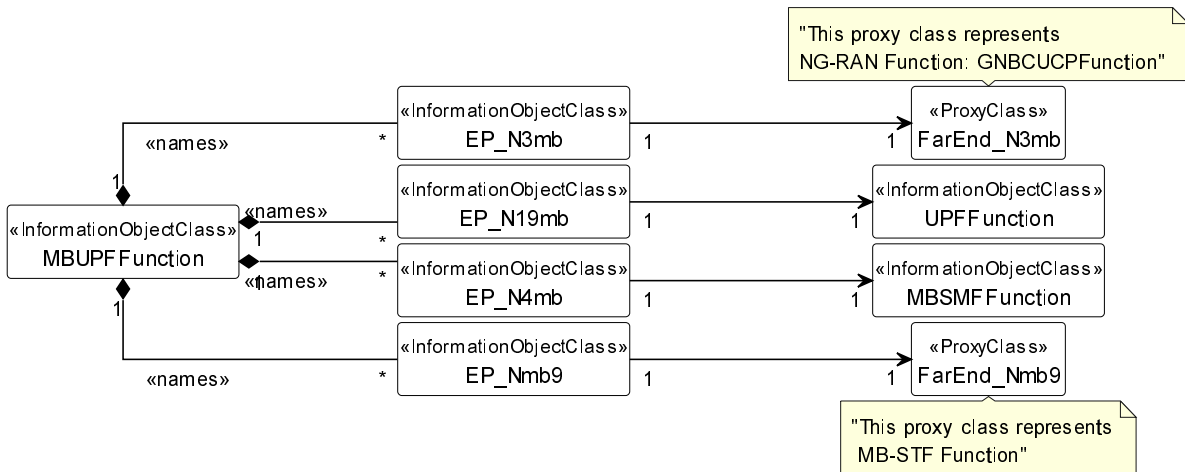 "This proxy class represents
NG-RAN Function: GNBCUCPFunction"
«InformationObjectClass»
EP_N3mb
«ProxyClass»
FarEnd_N3mb
«names»
*
1
1
1
«InformationObjectClass»
EP_N19mb
«InformationObjectClass»
UPFFunction
«names»
1
*
1
1
«InformationObjectClass»
MBUPFFunction
«InformationObjectClass»
EP_N4mb
«InformationObjectClass»
MBSMFFunction
*
«names»
1
1
1
1
«InformationObjectClass»
EP_Nmb9
«ProxyClass»
FarEnd_Nmb9
«names»
*
1
1
"This proxy class represents
MB-STF Function"